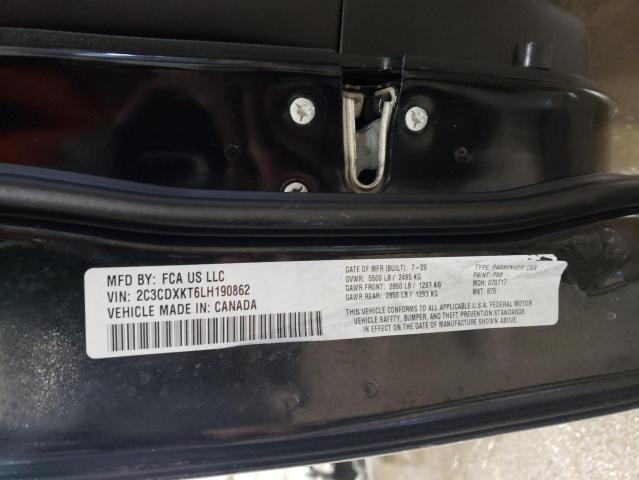 MFD BY: FCA US LLC
VIN: 2C3CDXKT6LH190862
VEHICLE MADE IN: CANADA
DATE OF MFR (BUILT): 7-20
GVWR: 5500 LB / 2495 KG
GAWR FRONT: 2850 LB / 1293 KG
GAWR REAR: 2850 LB / 1293 KG
TYPE: PASSENGER CAR
PAINT: PX8
MDH: 070717
MKT: 875
THIS VEHICLE CONFORMS TO ALL APPLICABLE U.S.A. FEDERAL MOTOR
VEHICLE SAFETY, BUMPER, AND THEFT PREVENTION STANDARDS
IN EFFECT ON THE DATE OF MANUFACTURE SHOWN ABOVE.